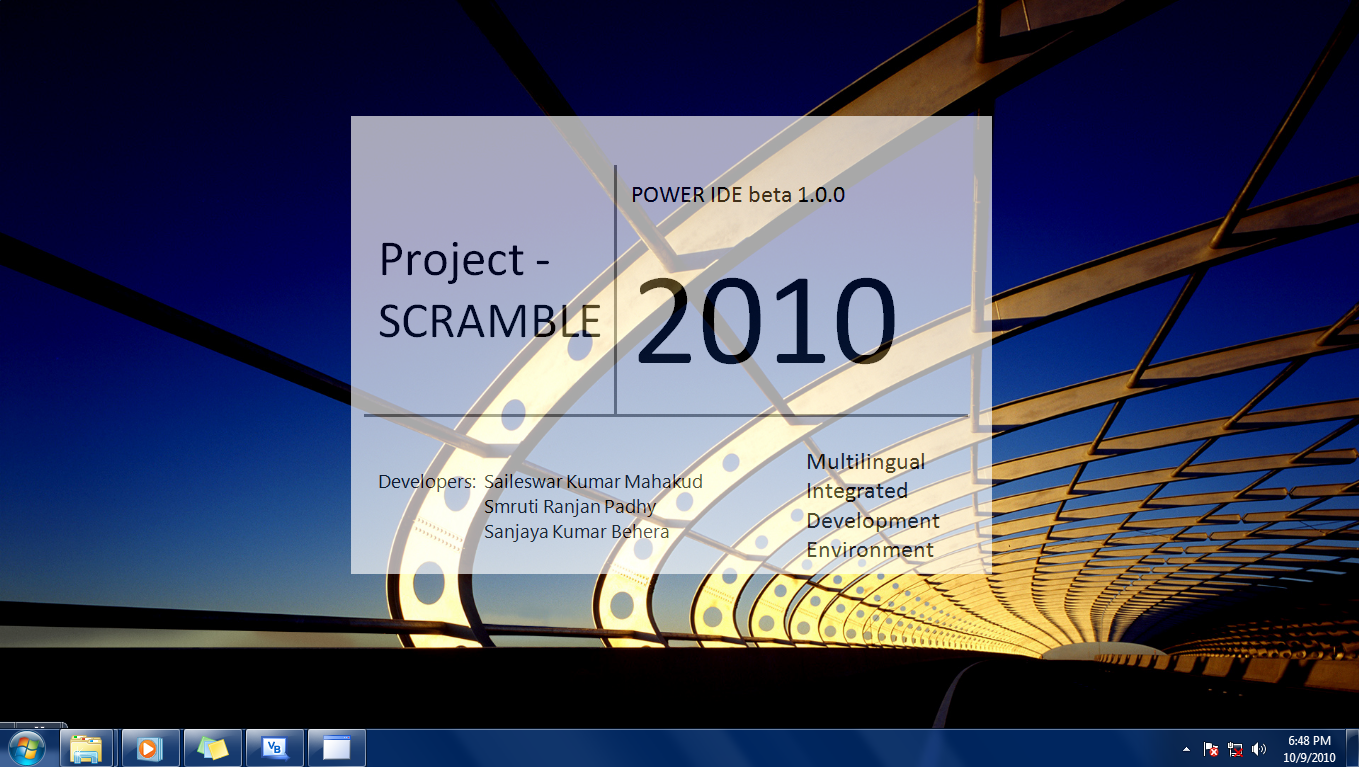 POWER IDE beta 1.0.0
Project -
SCRAMBLE
2010
Developers: Saileswar Kumar Mahakud
Smruti Ranjan Padhy
Sanjaya Kumar Behera
Multilingual
Integrated
Development
Environment
VB
6:48 PM
10/9/2010